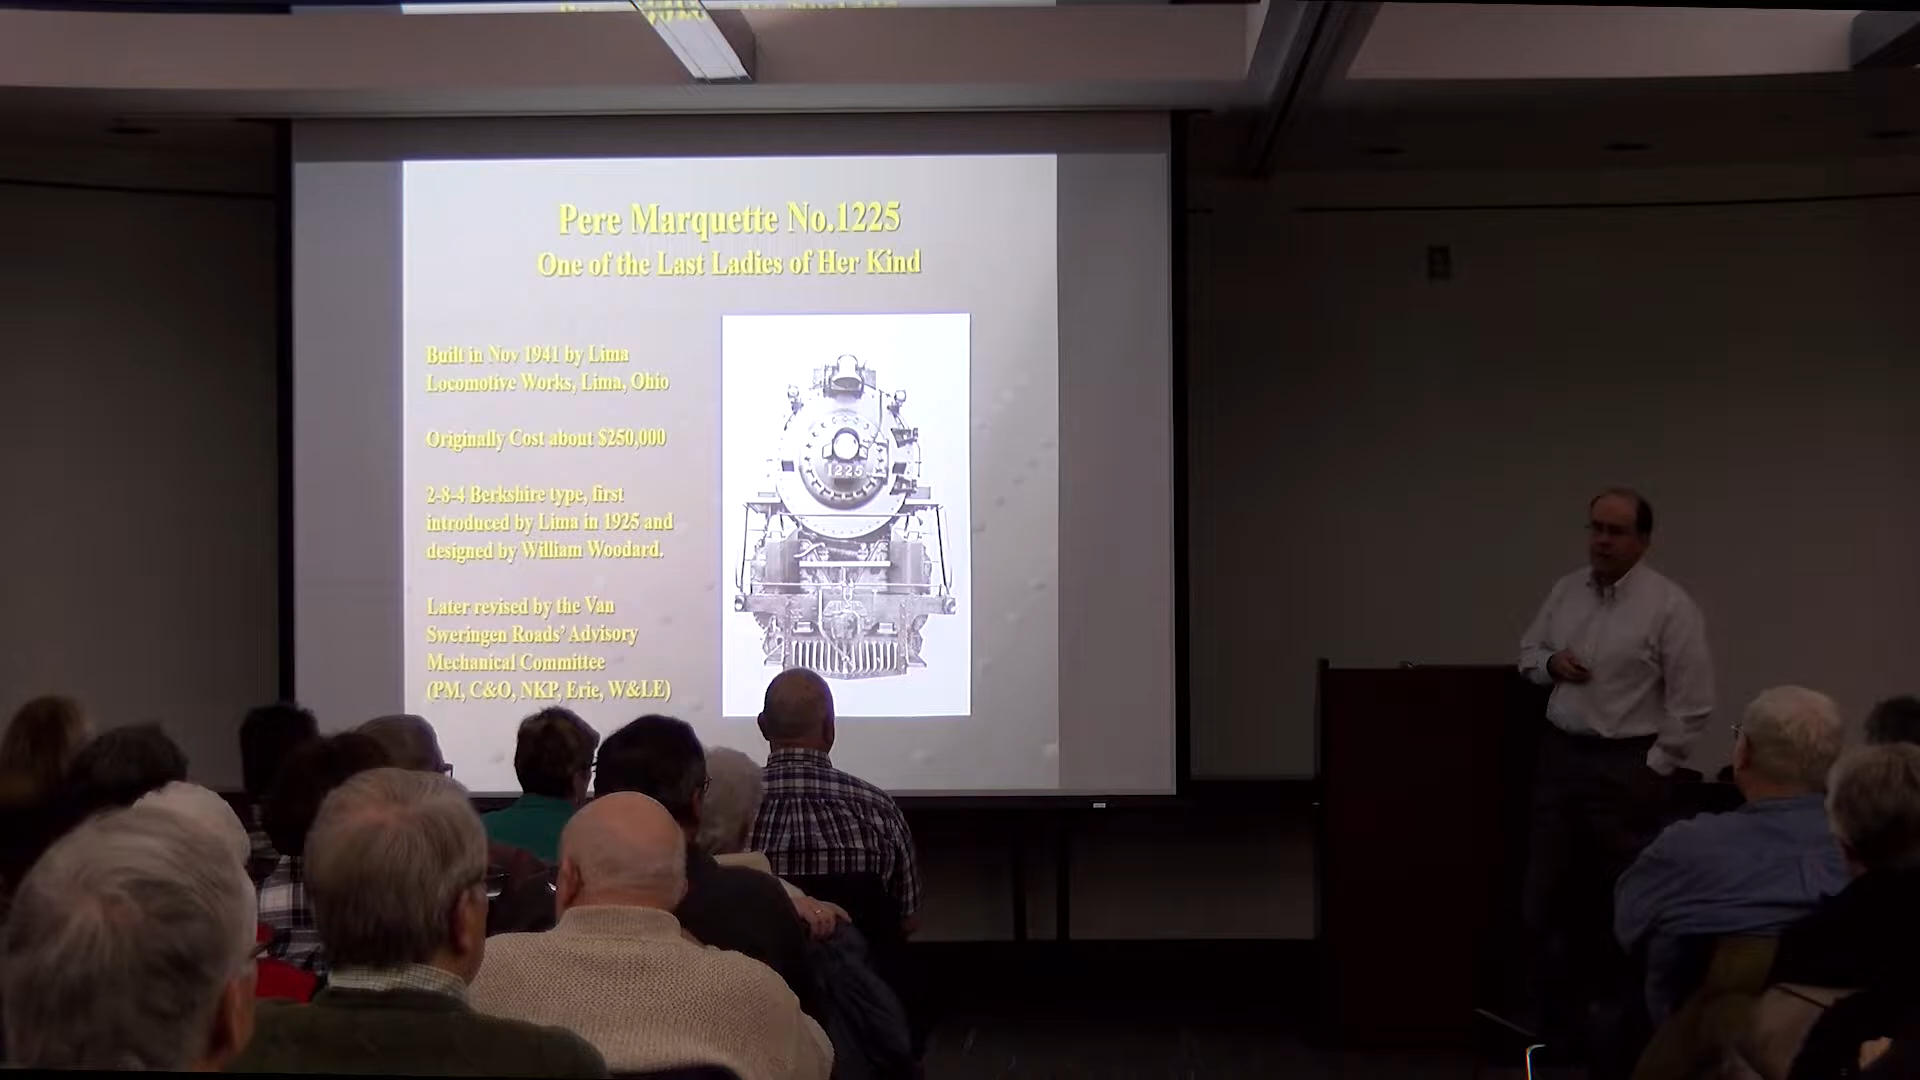 Pere Marquette No.1225
One of the Last Ladies of Her Kind
Built in Nov 1941 by Lima
Locomotive Works, Lima, Ohio
Originally Cost about $250,000
2-8-4 Berkshire type, first
introduced by Lima in 1925 and
designed by William Woodard.
Later revised by the Van
Sweringen Roads' Advisory
Mechanical Committee
(PM, C&O, NKP, Erie, W&LE)
1225